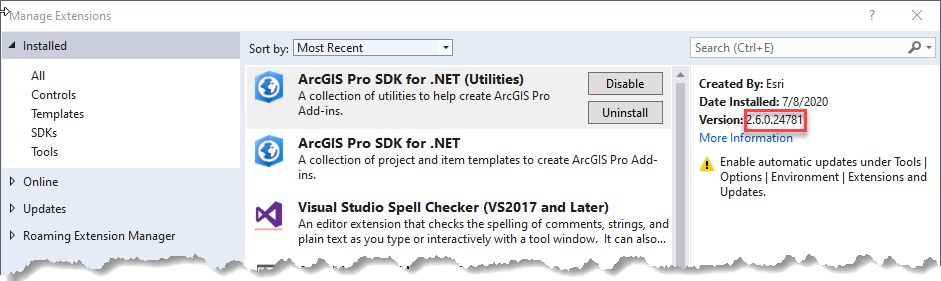 Manage Extensions
Installed
All
Controls
Templates
SDKs
Tools
Online
Updates
Roaming Extension Manager
Sort by: Most Recent
ArcGIS Pro SDK for .NET (Utilities)
A collection of utilities to help create ArcGIS Pro
Add-ins.
Disable
Uninstall
ArcGIS Pro SDK for .NET
A collection of project and item templates to create ArcGIS Pro Add-
ins.
Visual Studio Spell Checker (VS2017 and Later)
An editor extension that checks the spelling of comments, strings, and
plain text as you type or interactively with a tool window. It can also...
Search (Ctrl+E)
Created By: Esri
Date Installed: 7/8/2020
Version: 2.6.0.24781
More Information
Enable automatic updates under Tools |
Options | Environment | Extensions and
Updates.